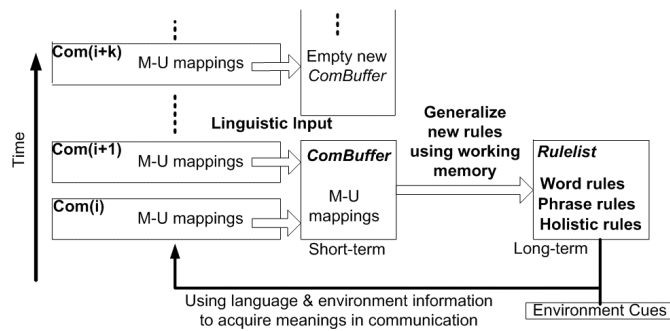 Com(i+k)
M-U mappings
Empty new
ComBuffer
Time
Linguistic Input
Generalize
new rules
using working
memory
Com(i+1)
M-U mappings
ComBuffer
M-U
mappings
Rulelist
Word rules
Phrase rules
Holistic rules
Com(i)
M-U mappings
Short-term
Long-term
Using language & environment information
to acquire meanings in communication
Environment Cues